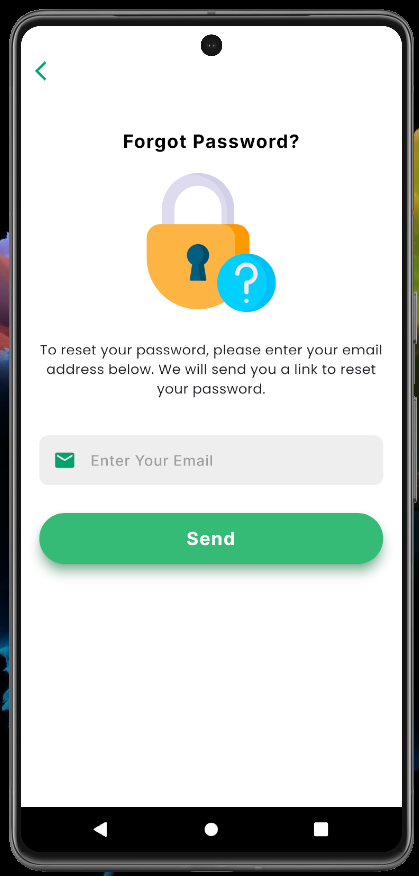 Forgot Password?
?
To reset your password, please enter your email
address below. We will send you a link to reset
your password.
Enter Your Email
Send